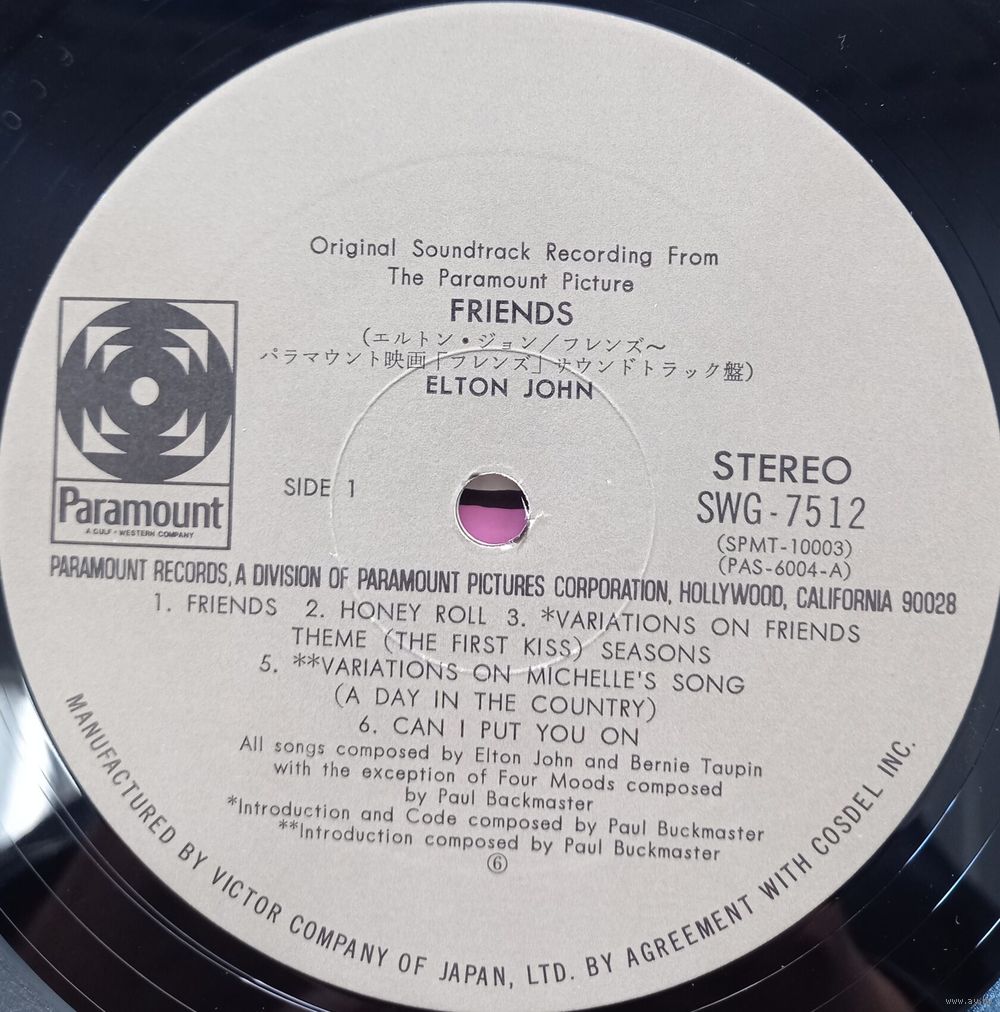 Original Soundtrack Recording From
The Paramount Picture
FRIENDS
(エルトン・ジョン/フレンズ〜
パラマウント映画「フレンズ」サウンドトラック盤)
ELTON JOHN
Paramount
A GULF+WESTERN COMPANY
SIDE 1
STEREO
SWG-7512
(SPMT-10003)
(PAS-6004-A)
PARAMOUNT RECORDS, A DIVISION OF PARAMOUNT PICTURES CORPORATION, HOLLYWOOD, CALIFORNIA 90028
1. FRIENDS 2. HONEY ROLL 3. *VARIATIONS ON FRIENDS
THEME (THE FIRST KISS) SEASONS
5. **VARIATIONS ON MICHELLE'S SONG
(A DAY IN THE COUNTRY)
6. CAN I PUT YOU ON
All songs composed by Elton John and Bernie Taupin
with the exception of Four Moods composed
by Paul Backmaster
*Introduction and Code composed by Paul Buckmaster
**Introduction composed by Paul Buckmaster
⑥
MANUFACTURED BY VICTOR COMPANY OF JAPAN, LTD. BY AGREEMENT WITH COSDEL INC.